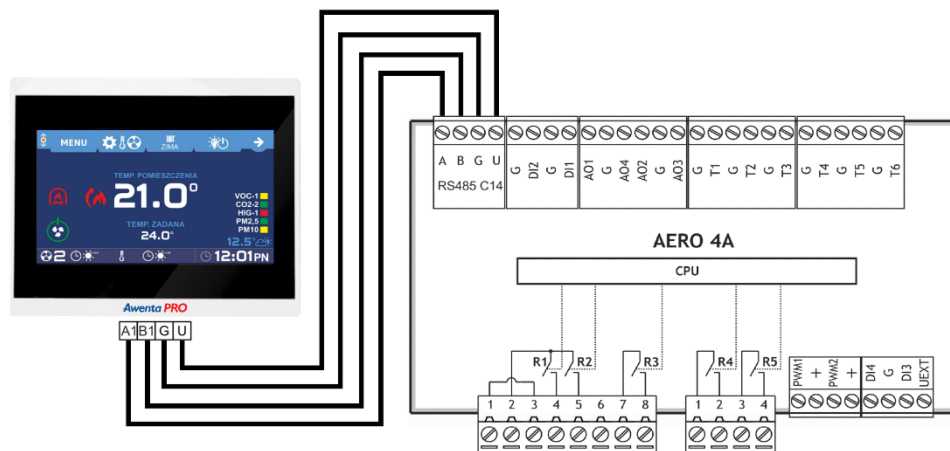 MENU
ZIMA
TEMP. POMIESZCZENIA
21.0°
VOC-1
CO2-2
HIG-1
PM2,5
PM10
TEMP. ZADANA
24.0°
12.5°
2
12:01PN
Awenta PRO
A1 B1 G U
A B G U
RS485 C14
G DI2 G DI1
AO1 G AO4 AO2 G AO3
G T1 G T2 G T3
G T4 G T5 G T6
AERO 4A
CPU
R1 R2 R3 R4 R5
1 2 3 4 5 6 7 8
1 2 3 4
PWM1 + PWM2 +
DI4 G DI3 UEXT